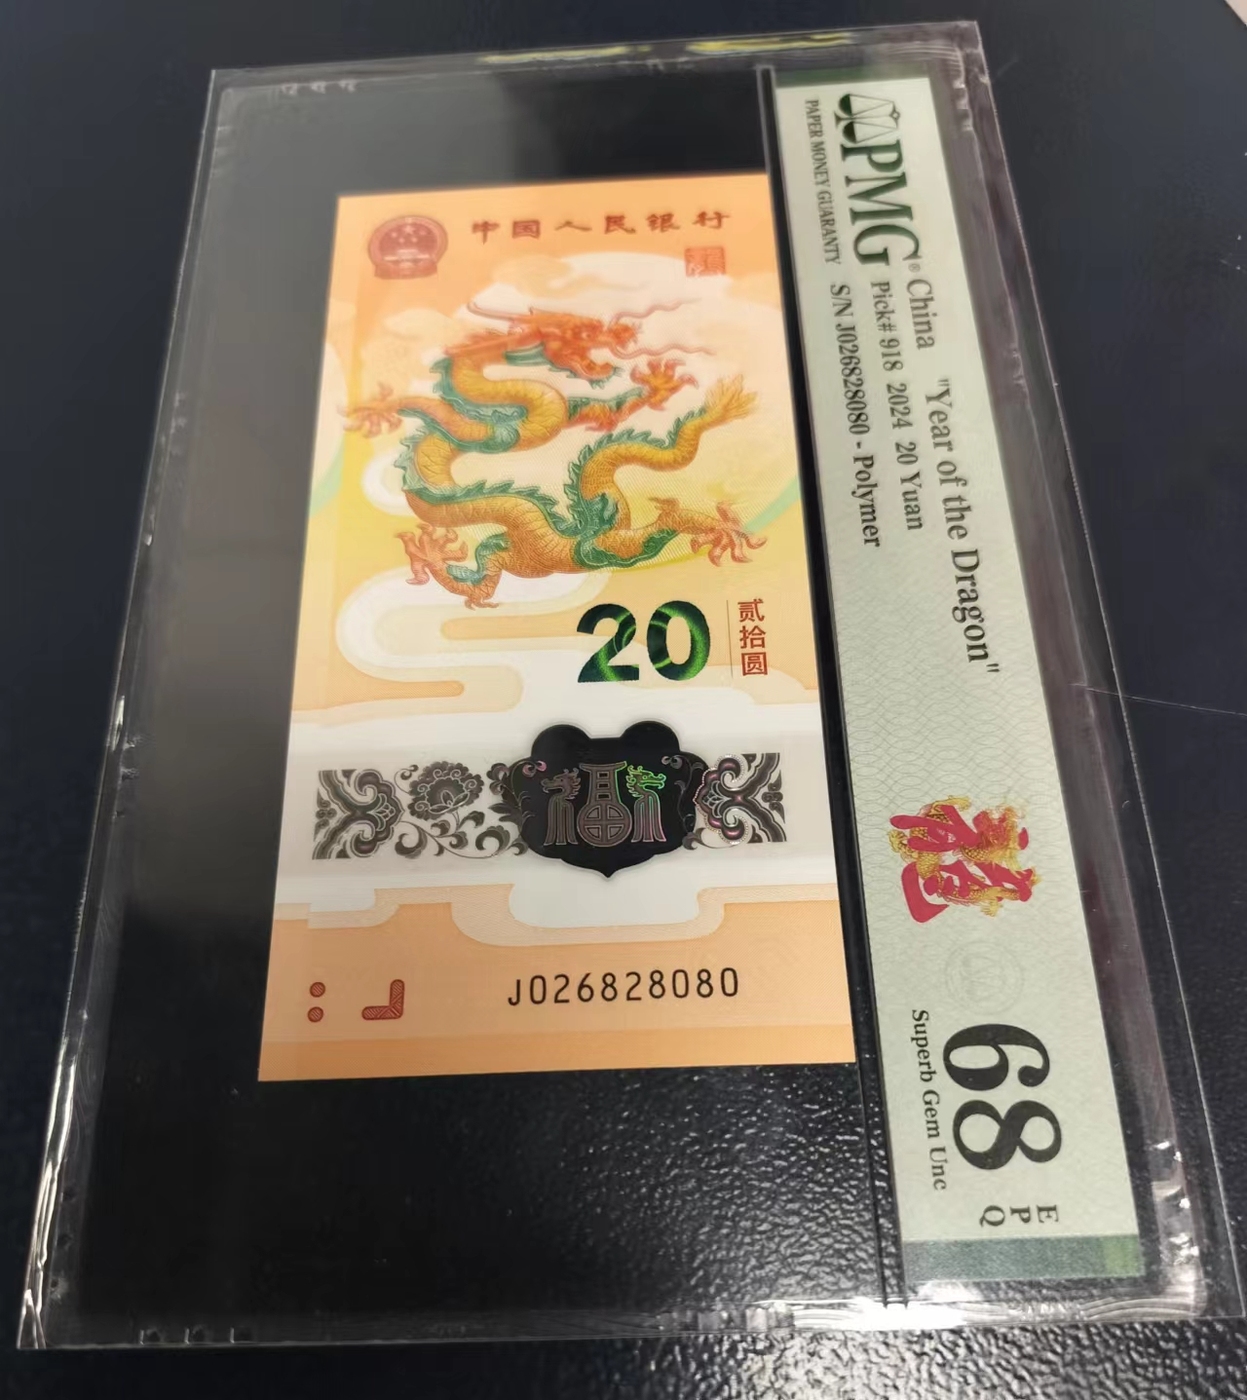 中国人民银行
20
贰拾圆
J026828080
PMG
PAPER MONEY GUARANTY
China "Year of the Dragon"
Pick# 918 2024 20 Yuan
S/N J026828080 - Polymer
68
EPQ
Superb Gem Unc